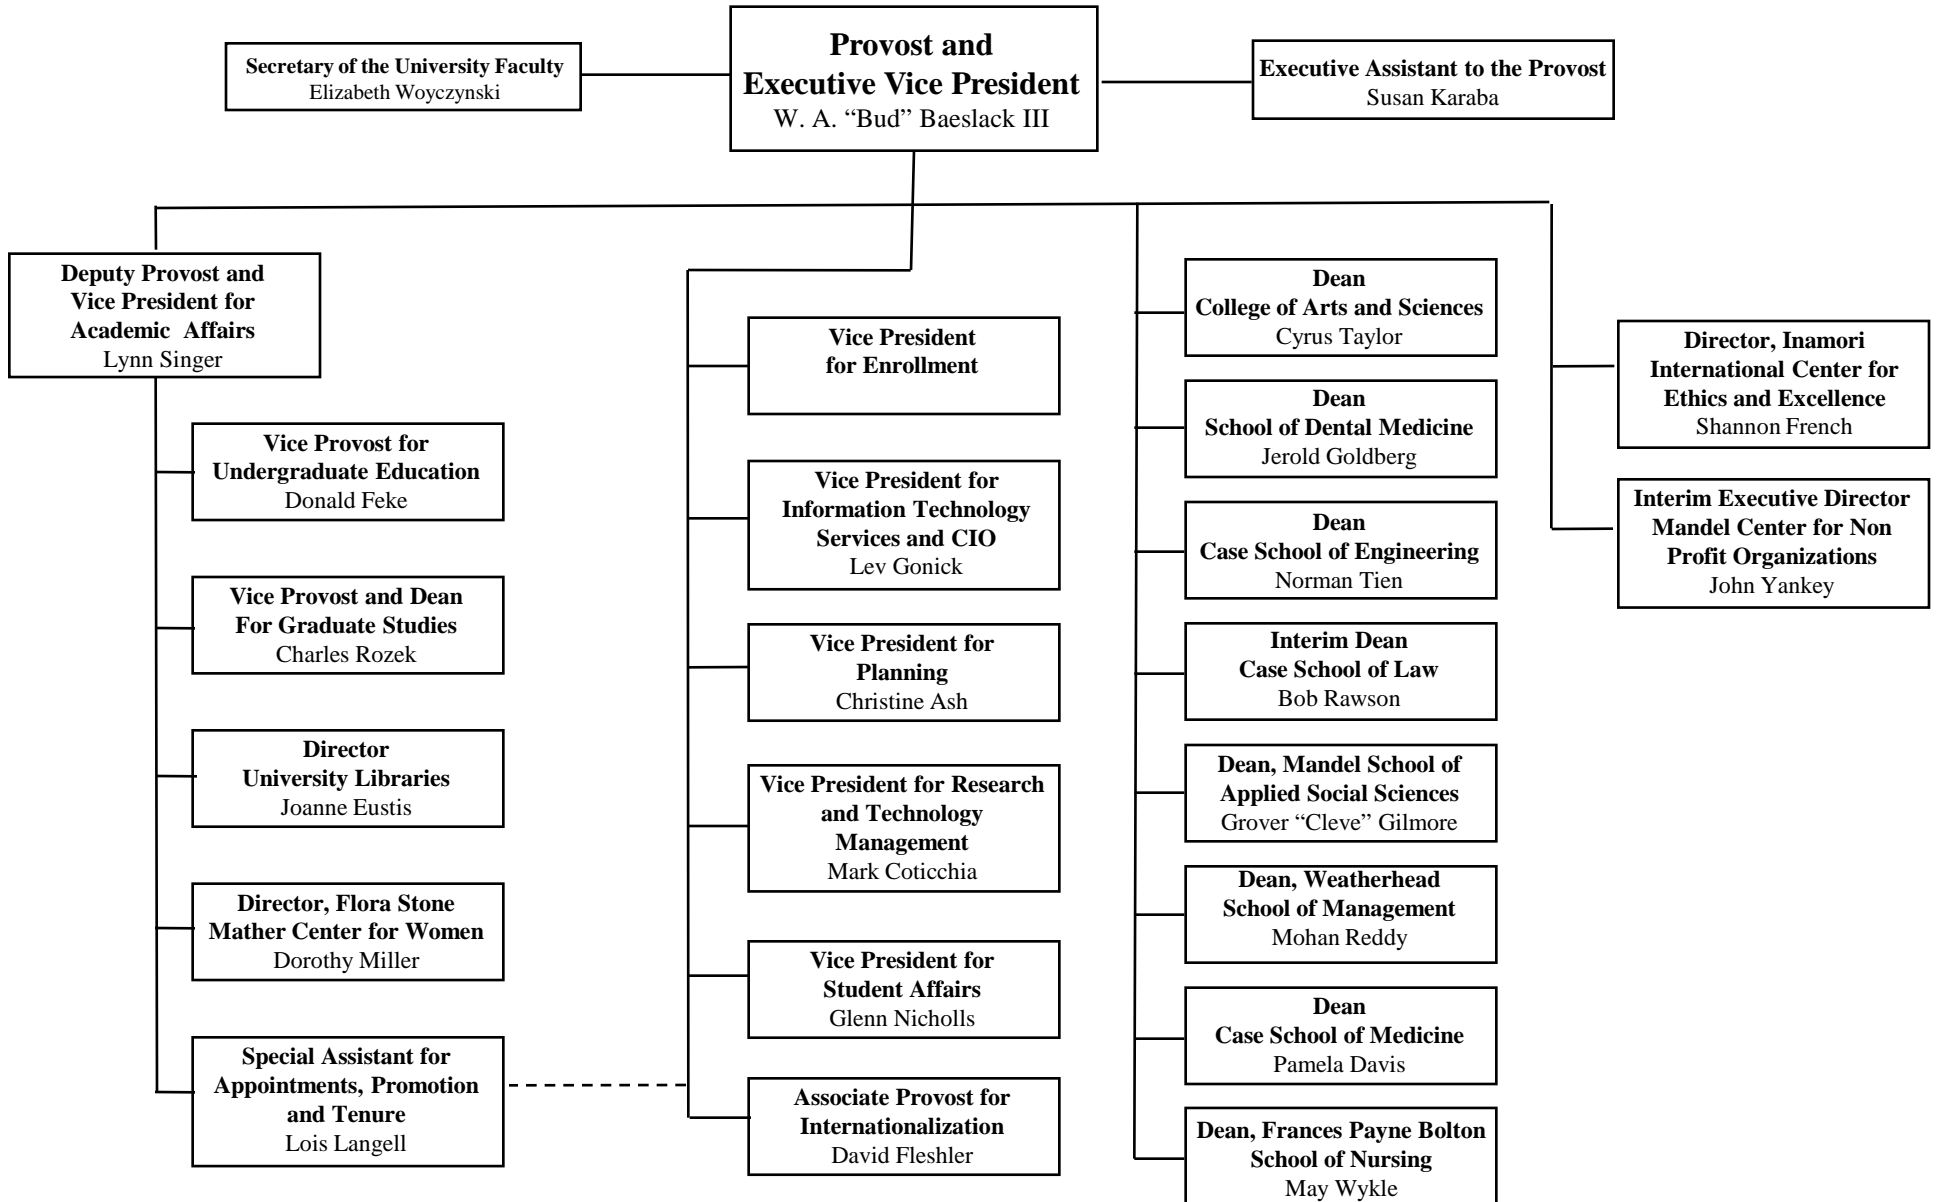 Provost and
Executive Vice President
W. A. “Bud” Baeslack III
Secretary of the University Faculty
Elizabeth Woyczynski
Executive Assistant to the Provost
Susan Karaba
Deputy Provost and
Vice President for
Academic Affairs
Lynn Singer
Vice Provost for
Undergraduate Education
Donald Feke
Vice Provost and Dean
For Graduate Studies
Charles Rozek
Director
University Libraries
Joanne Eustis
Director, Flora Stone
Mather Center for Women
Dorothy Miller
Special Assistant for
Appointments, Promotion
and Tenure
Lois Langell
Vice President
for Enrollment
Vice President for
Information Technology
Services and CIO
Lev Gonick
Vice President for
Planning
Christine Ash
Vice President for Research
and Technology
Management
Mark Coticchia
Vice President for
Student Affairs
Glenn Nicholls
Associate Provost for
Internationalization
David Fleshler
Dean
College of Arts and Sciences
Cyrus Taylor
Dean
School of Dental Medicine
Jerold Goldberg
Dean
Case School of Engineering
Norman Tien
Interim Dean
Case School of Law
Bob Rawson
Dean, Mandel School of
Applied Social Sciences
Grover “Cleve” Gilmore
Dean, Weatherhead
School of Management
Mohan Reddy
Dean
Case School of Medicine
Pamela Davis
Dean, Frances Payne Bolton
School of Nursing
May Wykle
Director, Inamori
International Center for
Ethics and Excellence
Shannon French
Interim Executive Director
Mandel Center for Non
Profit Organizations
John Yankey